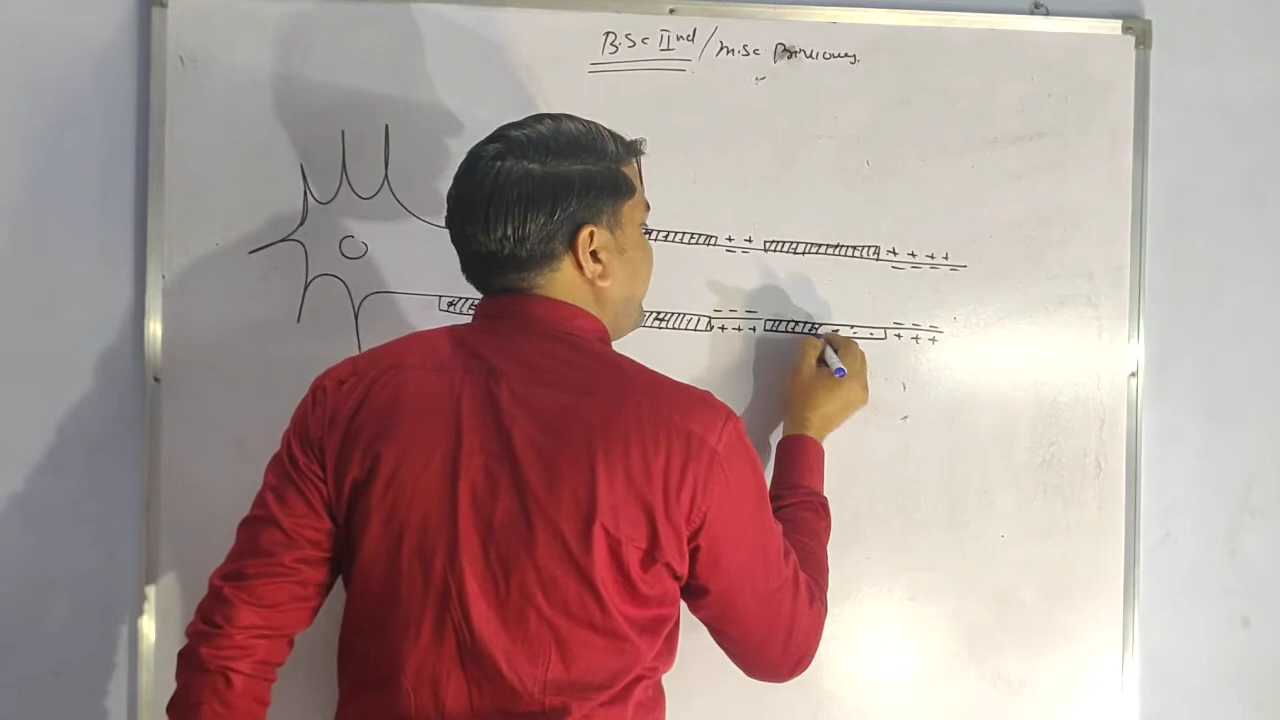 B.Sc IInd / M.Sc Previous.
+ + + + + +
- - - - - -
- - - - - -
+ + + + + +